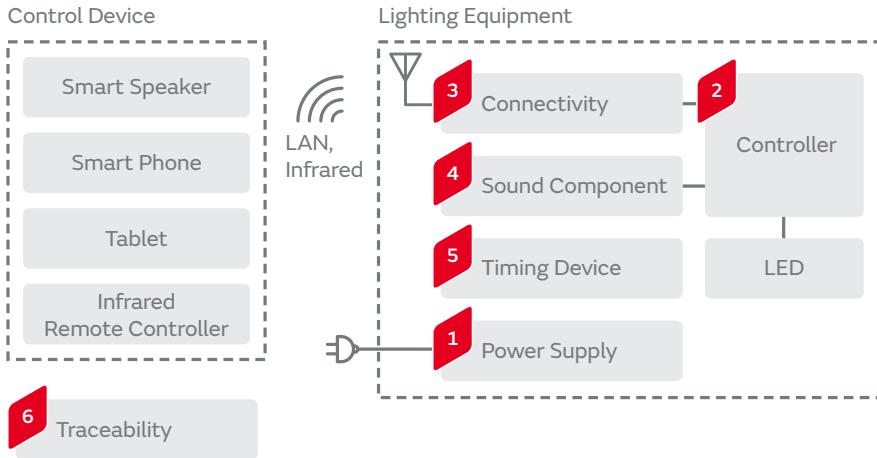 Control Device
Smart Speaker
Smart Phone
Tablet
Infrared
Remote Controller
6
Traceability
LAN,
Infrared
Lighting Equipment
3
Connectivity
2
Controller
4
Sound Component
5
Timing Device
LED
1
Power Supply